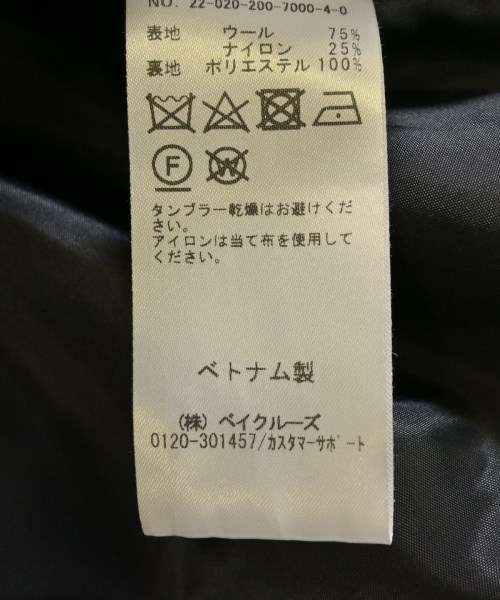 NO. 22-020-200-7000-4-0
表地 ウール 75%
ナイロン 25%
裏地 ポリエステル 100%
F W
タンブラー乾燥はお避けくだ
さい。
アイロンは当て布を使用して
ください。
ベトナム製
(株) ベイクルーズ
0120-301457/カスタマーサポート